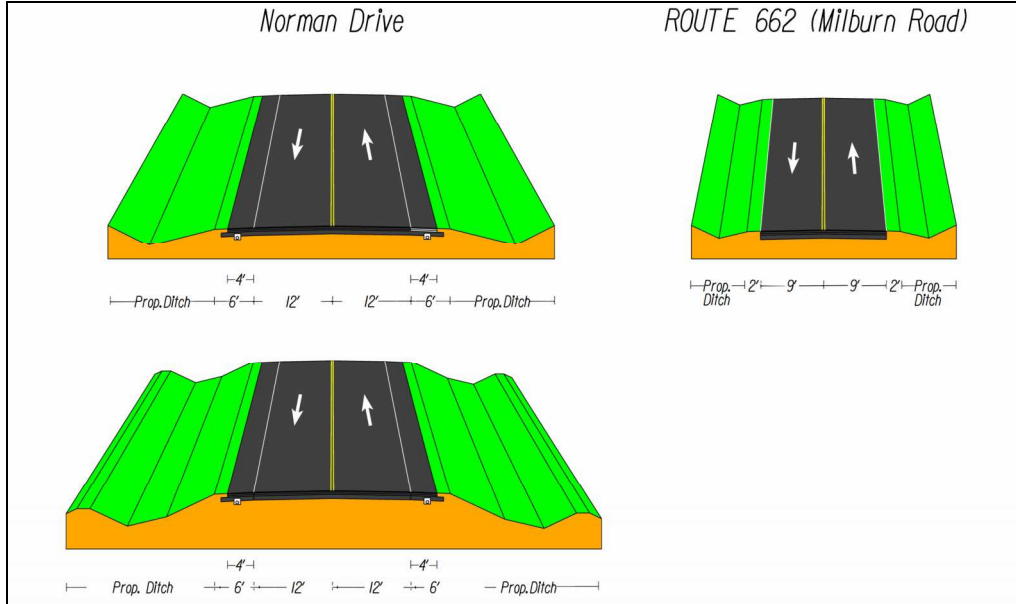 Norman Drive
ROUTE 662 (Milburn Road)
4' 4'
Prop. Ditch 6' 12' 12' 6' Prop. Ditch
Prop. Ditch 2' 9' 9' 2' Prop. Ditch
4' 4'
Prop. Ditch 6' 12' 12' 6' Prop. Ditch